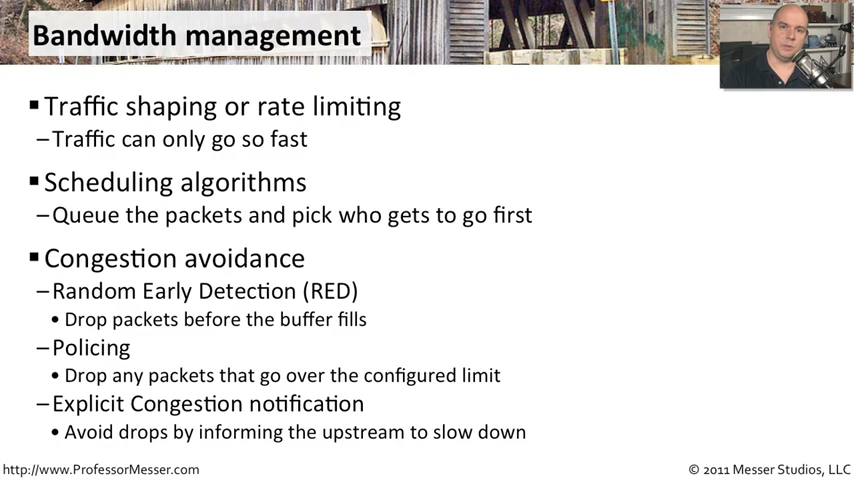 Bandwidth management
▪ Traffic shaping or rate limiting
– Traffic can only go so fast
▪ Scheduling algorithms
– Queue the packets and pick who gets to go first
▪ Congestion avoidance
– Random Early Detection (RED)
• Drop packets before the buffer fills
– Policing
• Drop any packets that go over the configured limit
– Explicit Congestion notification
• Avoid drops by informing the upstream to slow down
http://www.ProfessorMesser.com
© 2011 Messer Studios, LLC